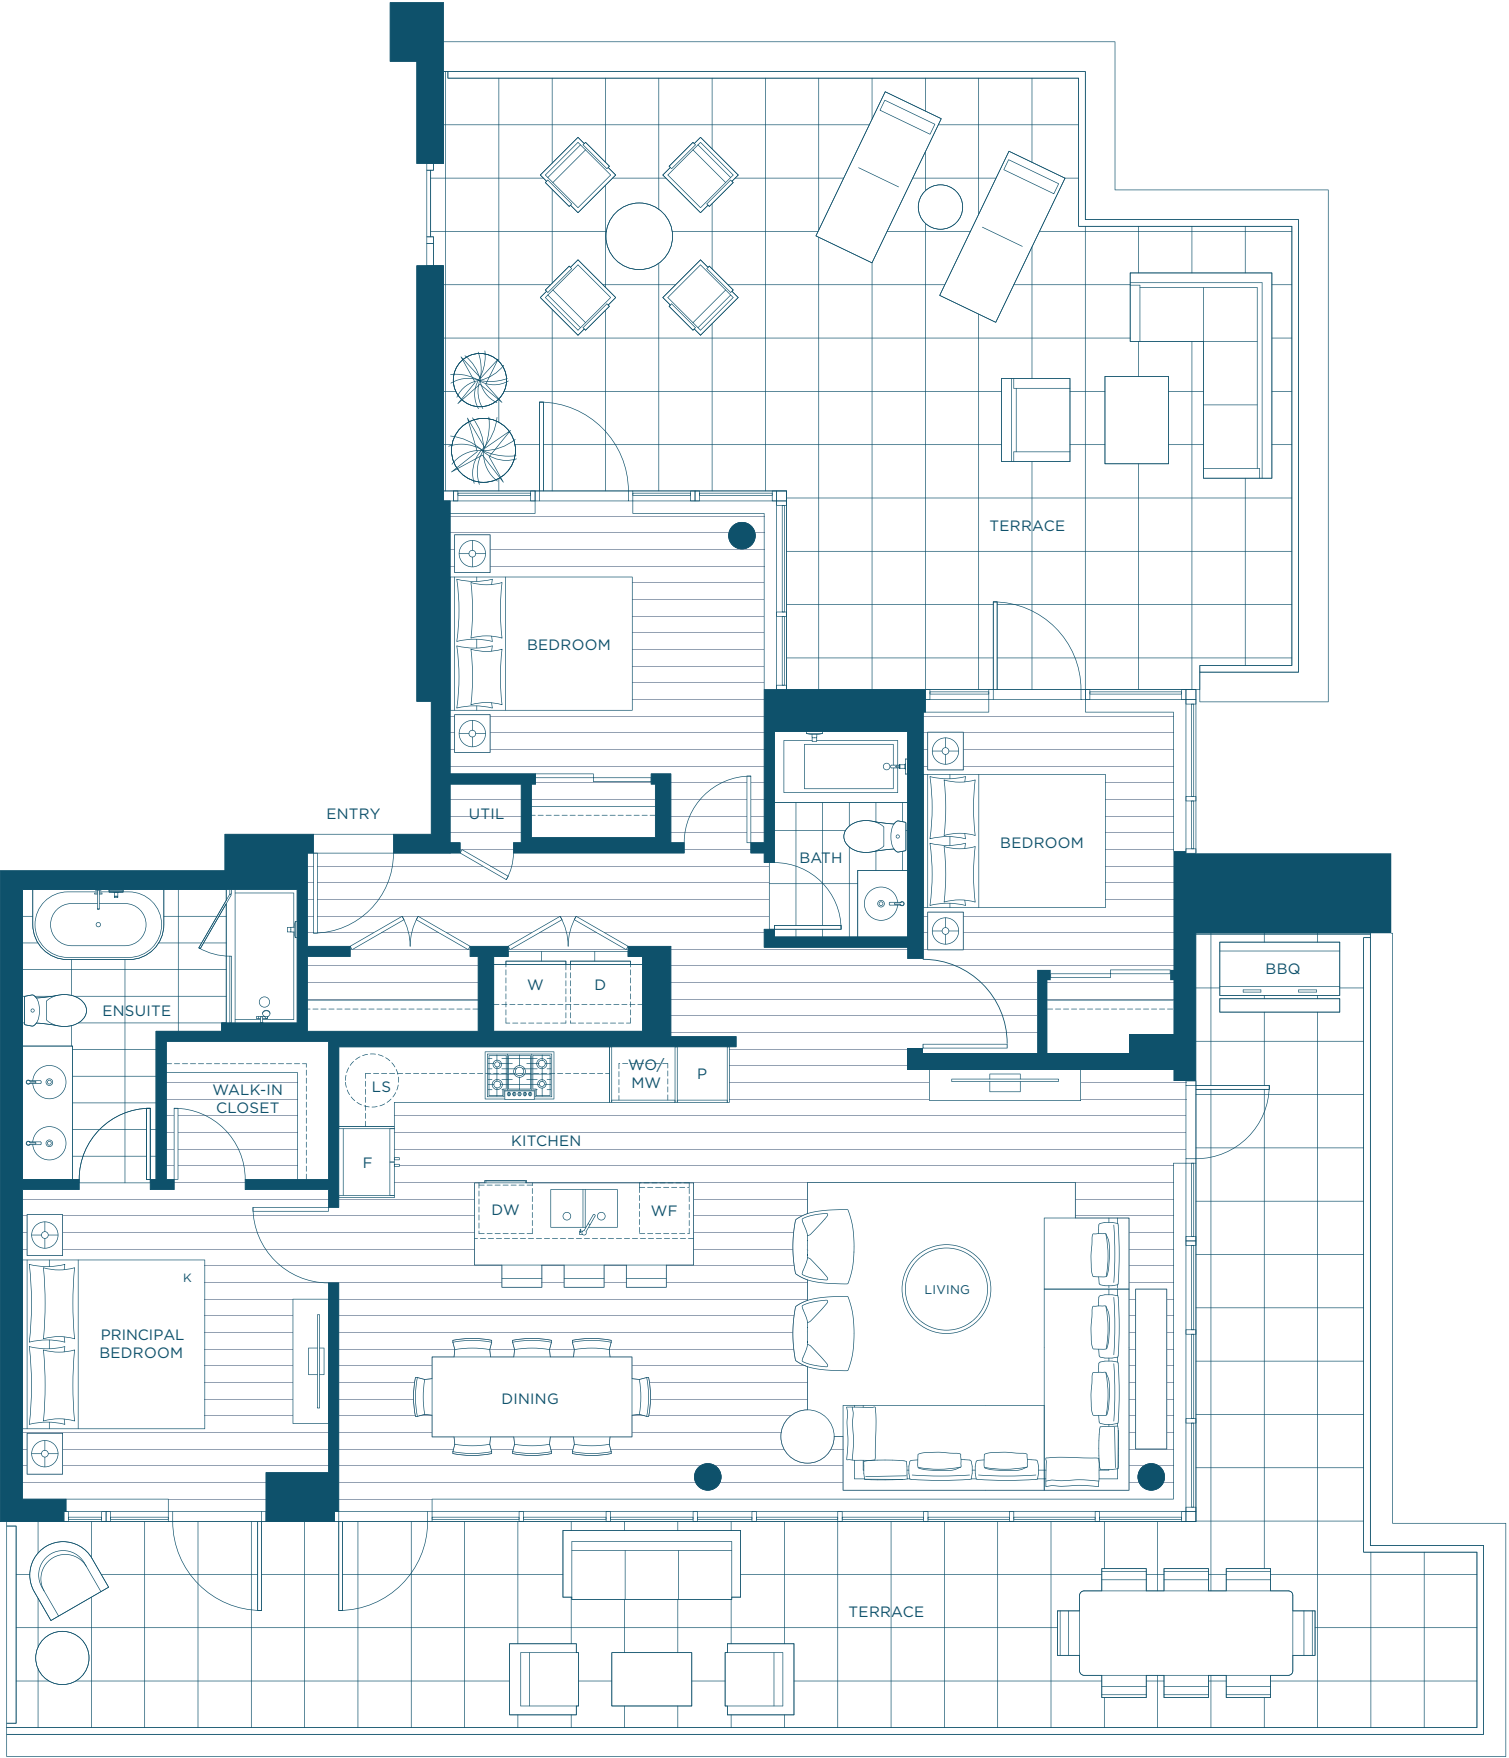 TERRACE
BEDROOM
ENTRY
UTIL
BEDROOM
BATH
BBQ
W
D
ENSUITE
WO/
MW
P
LS
WALK-IN
CLOSET
KITCHEN
F
DW
WF
K
LIVING
PRINCIPAL
BEDROOM
DINING
TERRACE